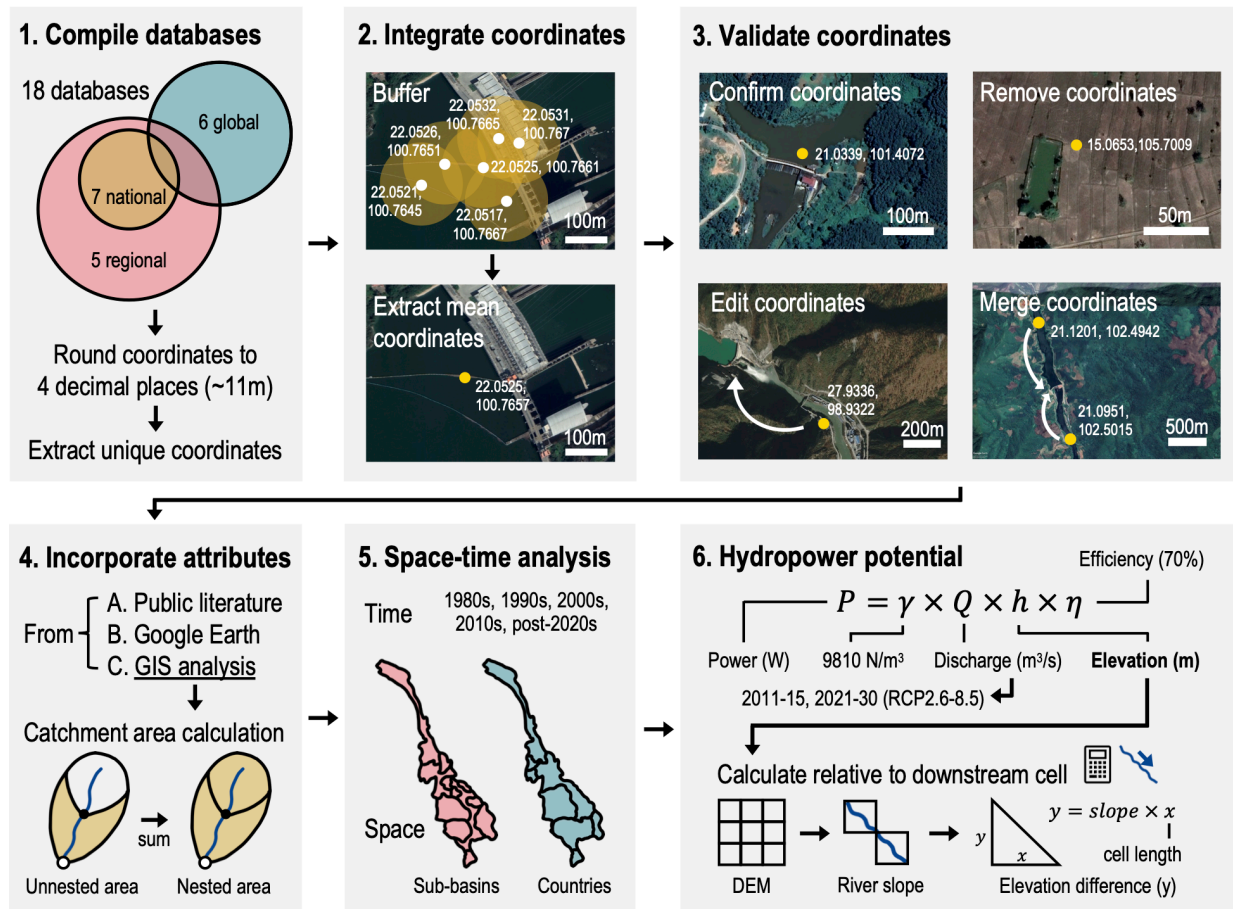 1. Compile databases
18 databases
6 global
7 national
5 regional
Round coordinates to
4 decimal places (~11m)
Extract unique coordinates
2. Integrate coordinates
Buffer
22.0532,
100.7665
22.0531,
100.767
22.0526,
100.7651
22.0525, 100.7661
22.0521,
100.7645
22.0517,
100.7667
100m
Extract mean
coordinates
22.0525,
100.7657
100m
3. Validate coordinates
Confirm coordinates
21.0339, 101.4072
100m
Remove coordinates
15.0653,105.7009
50m
Edit coordinates
27.9336,
98.9322
200m
Merge coordinates
21.1201, 102.4942
21.0951,
102.5015
500m
4. Incorporate attributes
From
A. Public literature
B. Google Earth
C. GIS analysis
Catchment area calculation
sum
Unnested area
Nested area
5. Space-time analysis
Time
1980s, 1990s, 2000s,
2010s, post-2020s
Space
Sub-basins
Countries
6. Hydropower potential
Efficiency (70%)
P = γ × Q × h × η
Power (W)
9810 N/m³
Discharge (m³/s)
Elevation (m)
2011-15, 2021-30 (RCP2.6-8.5)
Calculate relative to downstream cell
y = slope × x
y
x
cell length
DEM
River slope
Elevation difference (y)